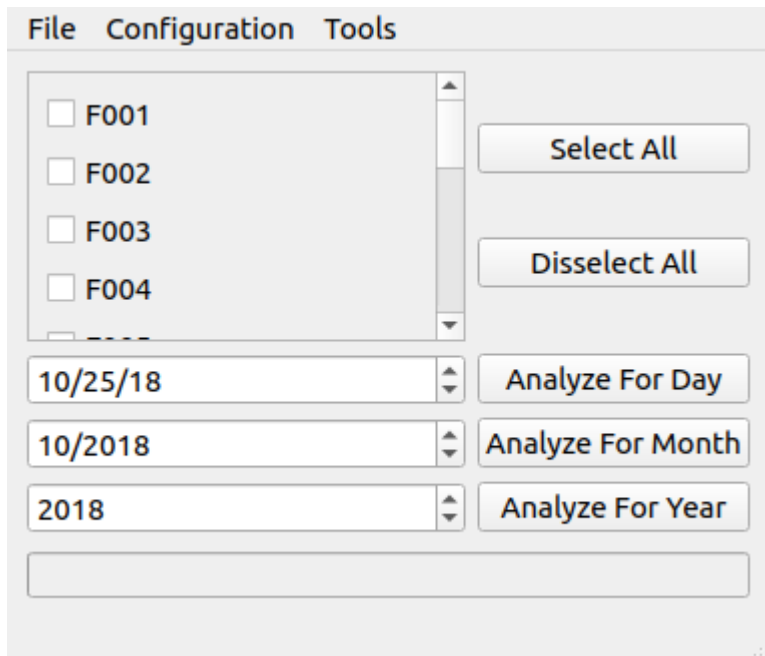 File Configuration Tools
F001
F002
F003
F004
Select All
Disselect All
10/25/18
Analyze For Day
10/2018
Analyze For Month
2018
Analyze For Year